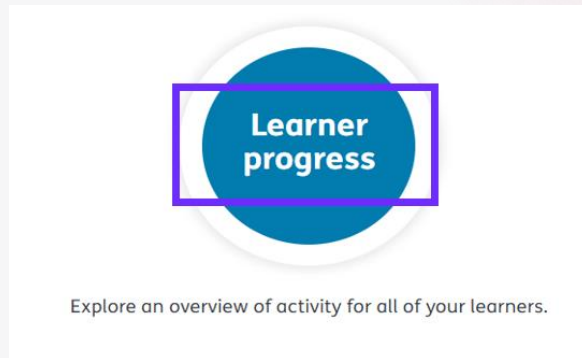 Learner
progress
Explore an overview of activity for all of your learners.